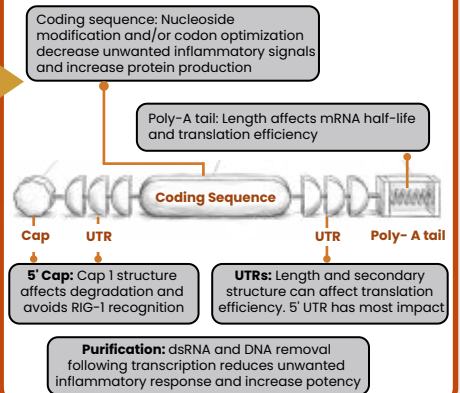 Coding sequence: Nucleoside
modification and/or codon optimization
decrease unwanted inflammatory signals
and increase protein production
Poly-A tail: Length affects mRNA half-life
and translation efficiency
Coding Sequence
Cap
UTR
UTR
Poly- A tail
5' Cap: Cap 1 structure
affects degradation and
avoids RIG-1 recognition
UTRs: Length and secondary
structure can affect translation
efficiency. 5' UTR has most impact
Purification: dsRNA and DNA removal
following transcription reduces unwanted
inflammatory response and increase potency